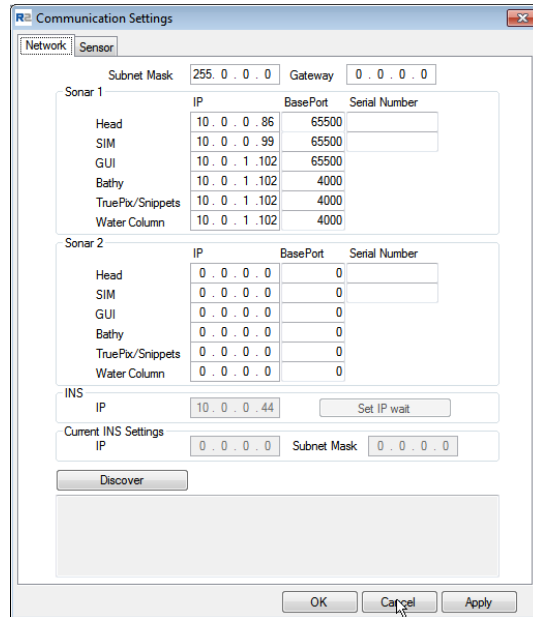 R2 Communication Settings
Network Sensor
Subnet Mask 255. 0 . 0 . 0 Gateway 0 . 0 . 0 . 0
Sonar 1
IP BasePort Serial Number
Head 10 . 0 . 0 . 86 65500
SIM 10 . 0 . 0 . 99 65500
GUI 10 . 0 . 1 .102 65500
Bathy 10 . 0 . 1 .102 4000
TruePix/Snippets 10 . 0 . 1 .102 4000
Water Column 10 . 0 . 1 .102 4000
Sonar 2
IP BasePort Serial Number
Head 0 . 0 . 0 . 0 0
SIM 0 . 0 . 0 . 0 0
GUI 0 . 0 . 0 . 0 0
Bathy 0 . 0 . 0 . 0 0
TruePix/Snippets 0 . 0 . 0 . 0 0
Water Column 0 . 0 . 0 . 0 0
INS
IP 10 . 0 . 0 . 44 Set IP wait
Current INS Settings
IP 0 . 0 . 0 . 0 Subnet Mask 0 . 0 . 0 . 0
Discover
OK Cancel Apply